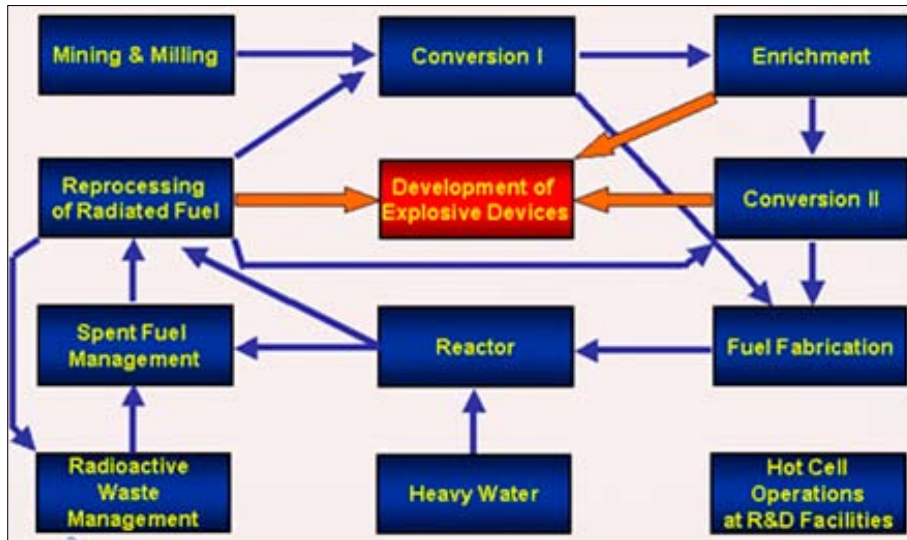 Mining & Milling
Conversion I
Enrichment
Reprocessing
of Radiated Fuel
Development of
Explosive Devices
Conversion II
Spent Fuel
Management
Reactor
Fuel Fabrication
Radioactive
Waste
Management
Heavy Water
Hot Cell
Operations
at R&D Facilities